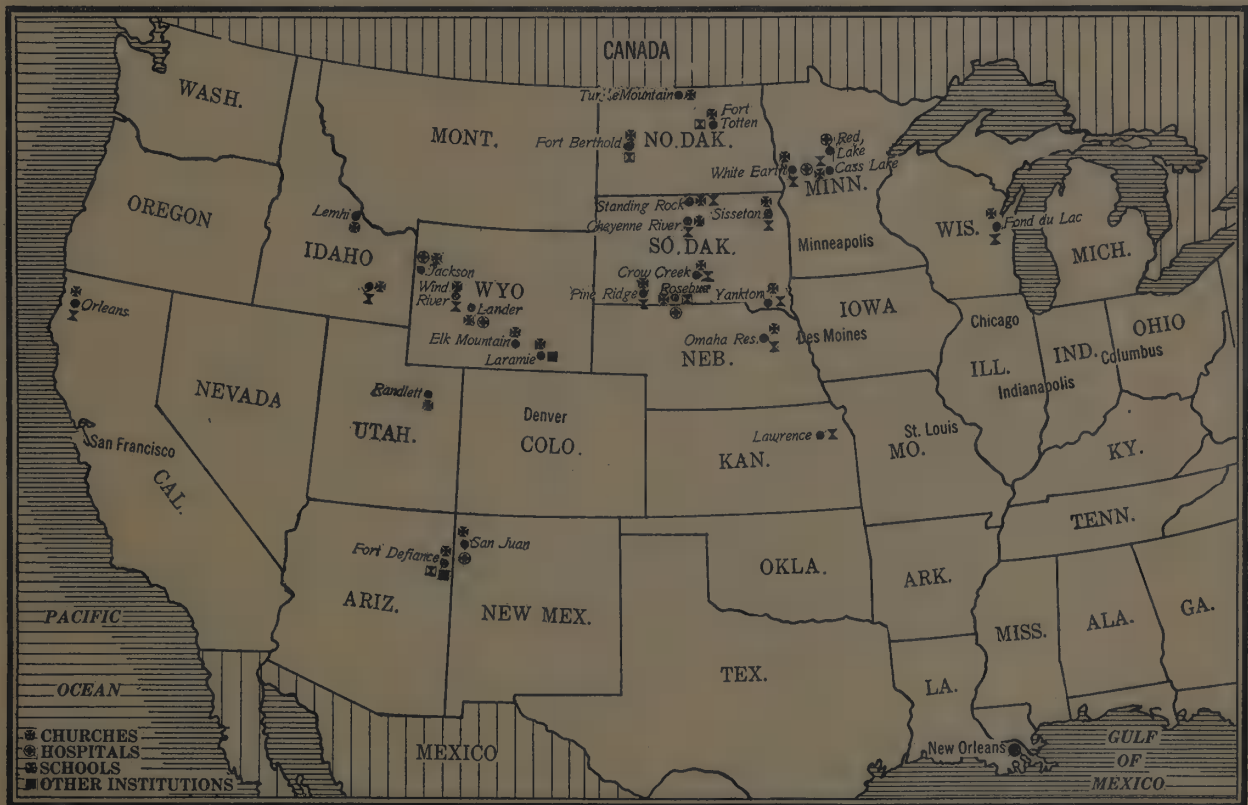 CANADA
WASH.
MONT.
Turtle Mountain
Fort
Totten
Fort Berthold
NO. DAK.
Red,
Lake
White Earth
Cass Lake
MINN.
OREGON
Lemhi
IDAHO
Standing Rock
Sisseton
Cheyenne River
SO. DAK.
Minneapolis
WIS.
Fond du Lac
MICH.
Jackson
Wind
River
WYO
Lander
Crow Creek
Pine Ridge
Rosebud
Yankton
Orleans.
Elk Mountain
Laramie
IOWA
Omaha Res.
Des Moines
NEB.
Chicago
ILL.
IND.
OHIO
Columbus
Indianapolis
NEVADA
Randlett
UTAH.
Denver
COLO.
Lawrence
KAN.
St. Louis
MO.
KY.
San Francisco
CAL.
TENN.
Fort Defiance
San Juan
ARIZ.
NEW MEX.
OKLA.
ARK.
MISS.
ALA.
GA.
PACIFIC
OCEAN
TEX.
LA.
MEXICO
New Orleans
GULF
OF
MEXICO
CHURCHES
HOSPITALS
SCHOOLS
OTHER INSTITUTIONS